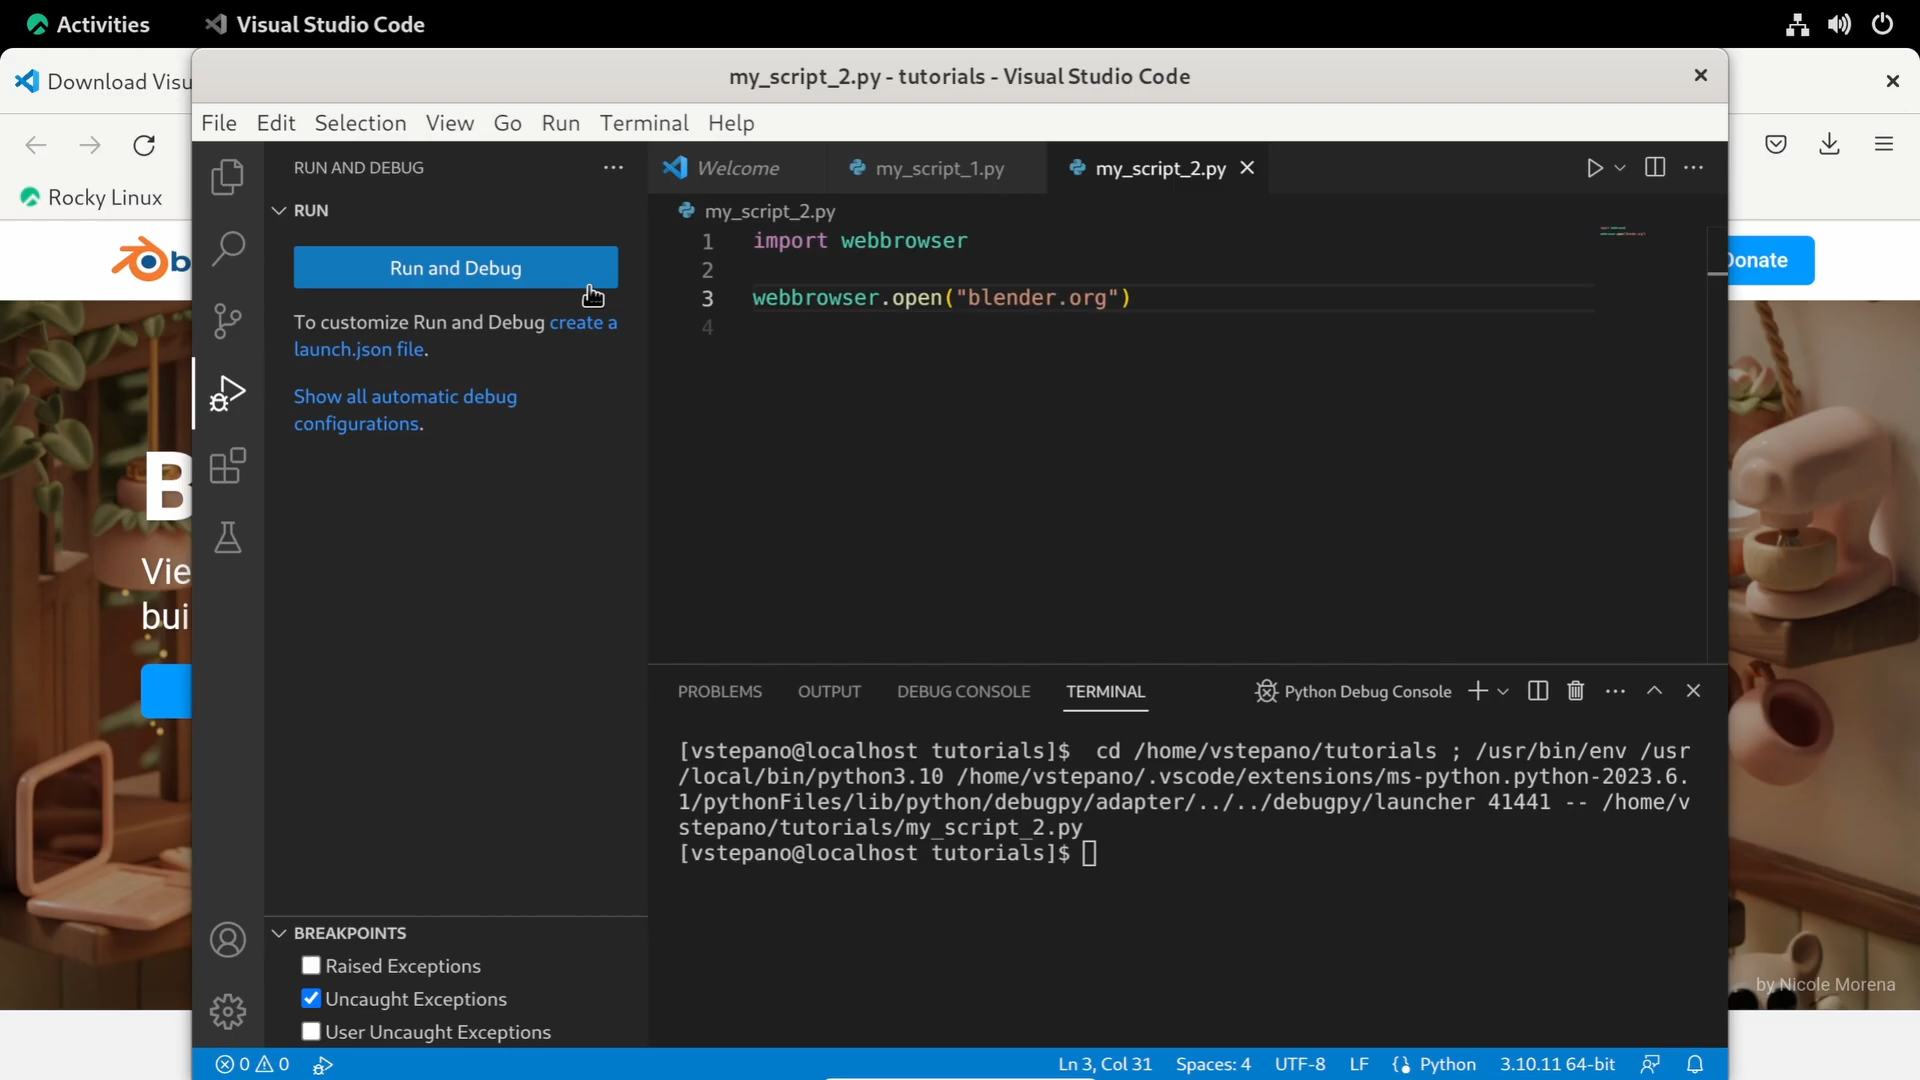 Activities
Visual Studio Code
Download Visu
my_script_2.py - tutorials - Visual Studio Code
File Edit Selection View Go Run Terminal Help
Rocky Linux
RUN AND DEBUG
RUN
Run and Debug
To customize Run and Debug create a
launch.json file.
Show all automatic debug
configurations.
Welcome
my_script_1.py
my_script_2.py
my_script_2.py
1 import webbrowser
2
3 webbrowser.open("blender.org")
4
b
Donate
B
Vie
bui
PROBLEMS OUTPUT DEBUG CONSOLE TERMINAL
Python Debug Console
[vstepano@localhost tutorials]$  cd /home/vstepano/tutorials ; /usr/bin/env /usr
/local/bin/python3.10 /home/vstepano/.vscode/extensions/ms-python.python-2023.6.
1/pythonFiles/lib/python/debugpy/adapter/../../debugpy/launcher 41441 -- /home/v
stepano/tutorials/my_script_2.py
[vstepano@localhost tutorials]$
BREAKPOINTS
Raised Exceptions
Uncaught Exceptions
User Uncaught Exceptions
by Nicole Morena
0 0
Ln 3, Col 31 Spaces: 4 UTF-8 LF Python 3.10.11 64-bit